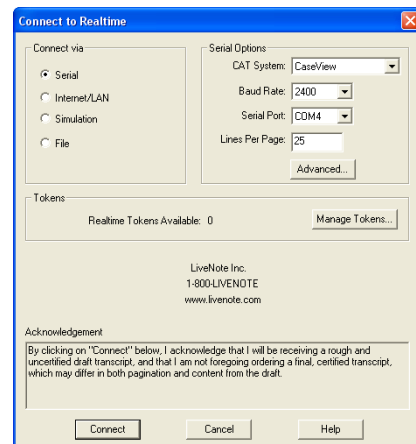 Connect to Realtime
Connect via
Serial
Internet/LAN
Simulation
File
Serial Options
CAT System: CaseView
Baud Rate: 2400
Serial Port: COM4
Lines Per Page: 25
Advanced...
Tokens
Realtime Tokens Available: 0
Manage Tokens...
LiveNote Inc.
1-800-LIVENOTE
www.livenote.com
Acknowledgement
By clicking on "Connect" below, I acknowledge that I will be receiving a rough and
uncertified draft transcript, and that I am not foregoing ordering a final, certified transcript,
which may differ in both pagination and content from the draft.
Connect
Cancel
Help